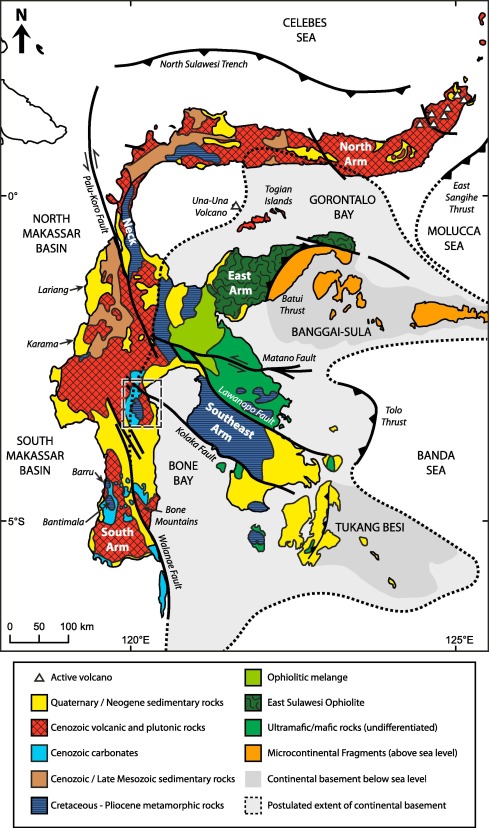 N
CELEBES
SEA
North Sulawesi Trench
North
Arm
Palu-Koro Fault
0°
Una-Una
Volcano
Togian
Islands
GORONTALO
BAY
East
Sangihe
Thrust
MOLUCCA
SEA
NORTH
MAKASSAR
BASIN
Neck
Lariang
East
Arm
Batui
Thrust
BANGGAI-SULA
Karama
Matano Fault
Lawanopo Fault
Southeast
Arm
Kolaka Fault
Tolo
Thrust
SOUTH
MAKASSAR
BASIN
BONE
BAY
BANDA
SEA
Barru
Bantimala
Bone
Mountains
5°S
South
Arm
Walanae Fault
TUKANG BESI
0 50 100 km
120°E
125°E
Active volcano
Quaternary / Neogene sedimentary rocks
Cenozoic volcanic and plutonic rocks
Cenozoic carbonates
Cenozoic / Late Mesozoic sedimentary rocks
Cretaceous - Pliocene metamorphic rocks
Ophiolitic melange
East Sulawesi Ophiolite
Ultramafic/mafic rocks (undifferentiated)
Microcontinental Fragments (above sea level)
Continental basement below sea level
Postulated extent of continental basement